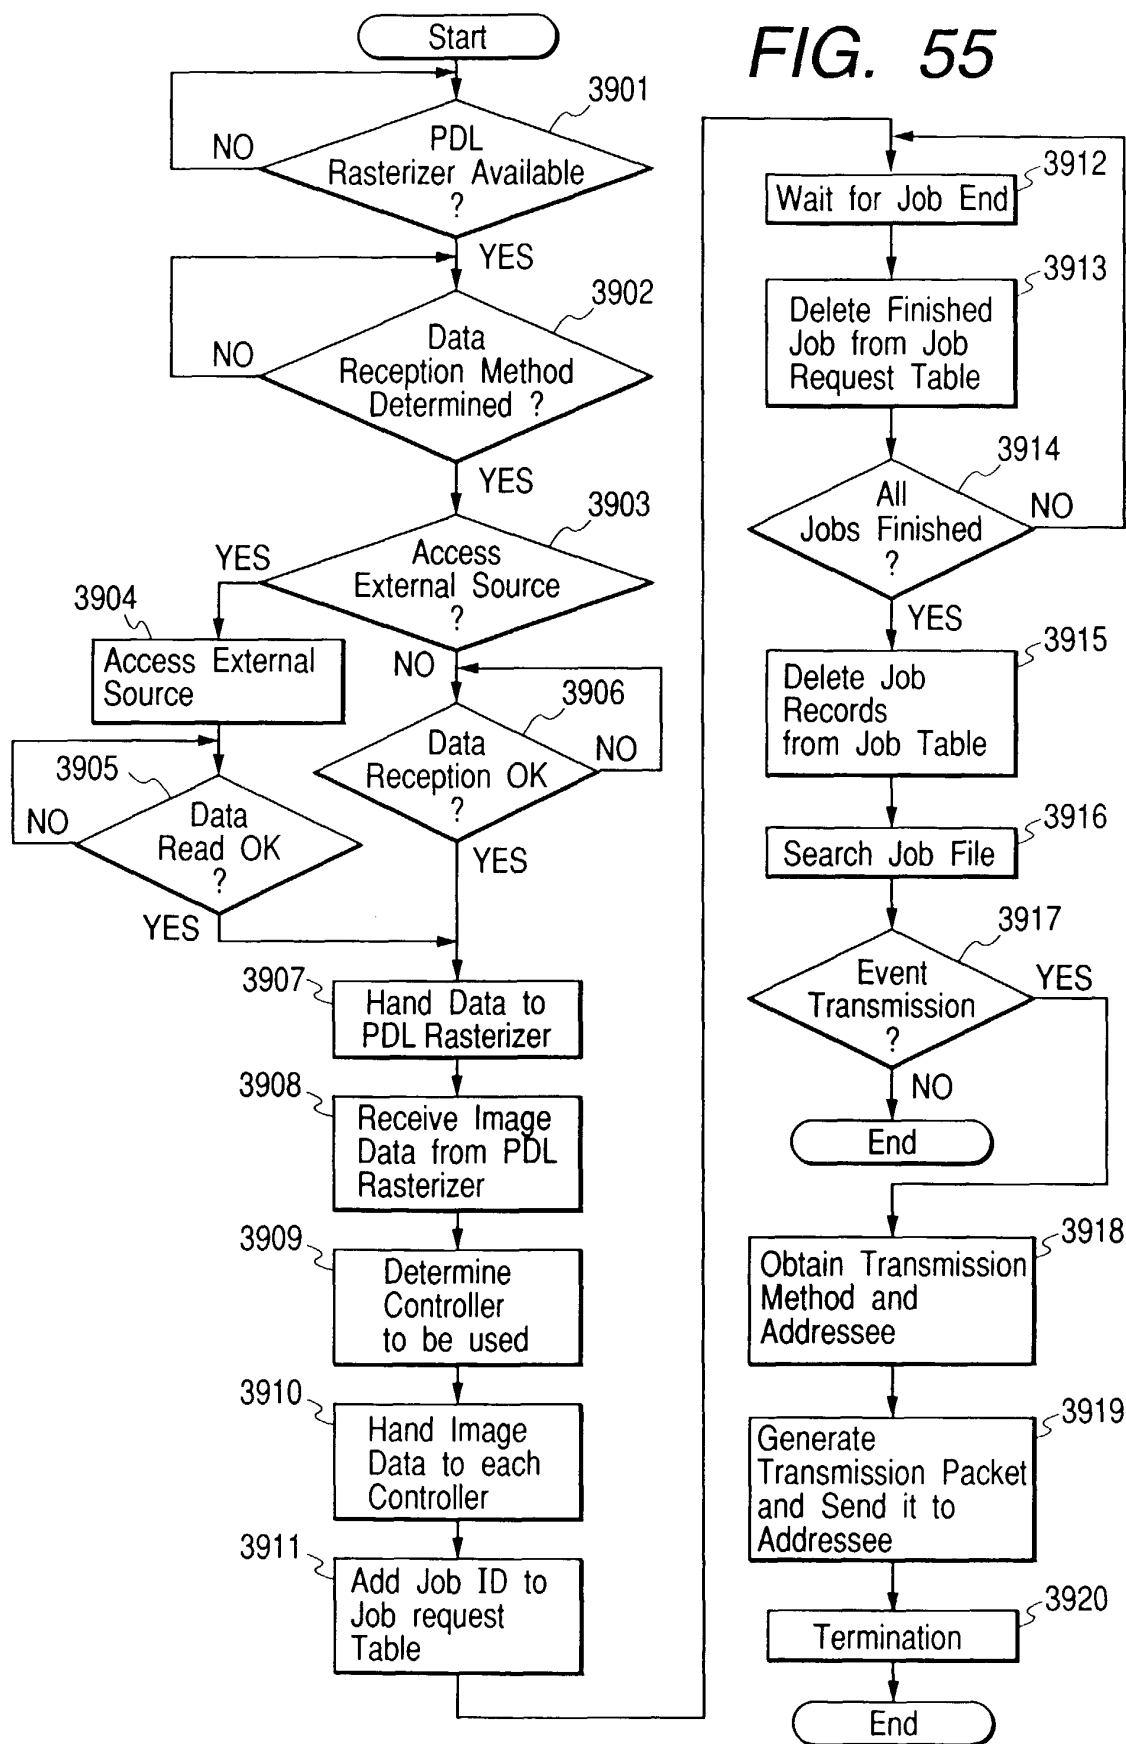 FIG. 55
Start
3901
PDL
Rasterizer Available
?
NO
YES
3902
Data
Reception Method
Determined ?
NO
YES
3903
Access
External Source
?
YES
NO
3904
Access External
Source
3905
Data
Read OK
?
NO
YES
3906
Data
Reception OK
?
NO
YES
3907
Hand Data to
PDL Rasterizer
3908
Receive Image
Data from PDL
Rasterizer
3909
Determine
Controller
to be used
3910
Hand Image
Data to each
Controller
3911
Add Job ID to
Job request
Table
3912
Wait for Job End
3913
Delete Finished
Job from Job
Request Table
3914
All
Jobs Finished
?
NO
YES
3915
Delete Job
Records
from Job Table
3916
Search Job File
3917
Event
Transmission
?
YES
NO
End
3918
Obtain Transmission
Method and
Addressee
3919
Generate
Transmission Packet
and Send it to
Addressee
3920
Termination
End